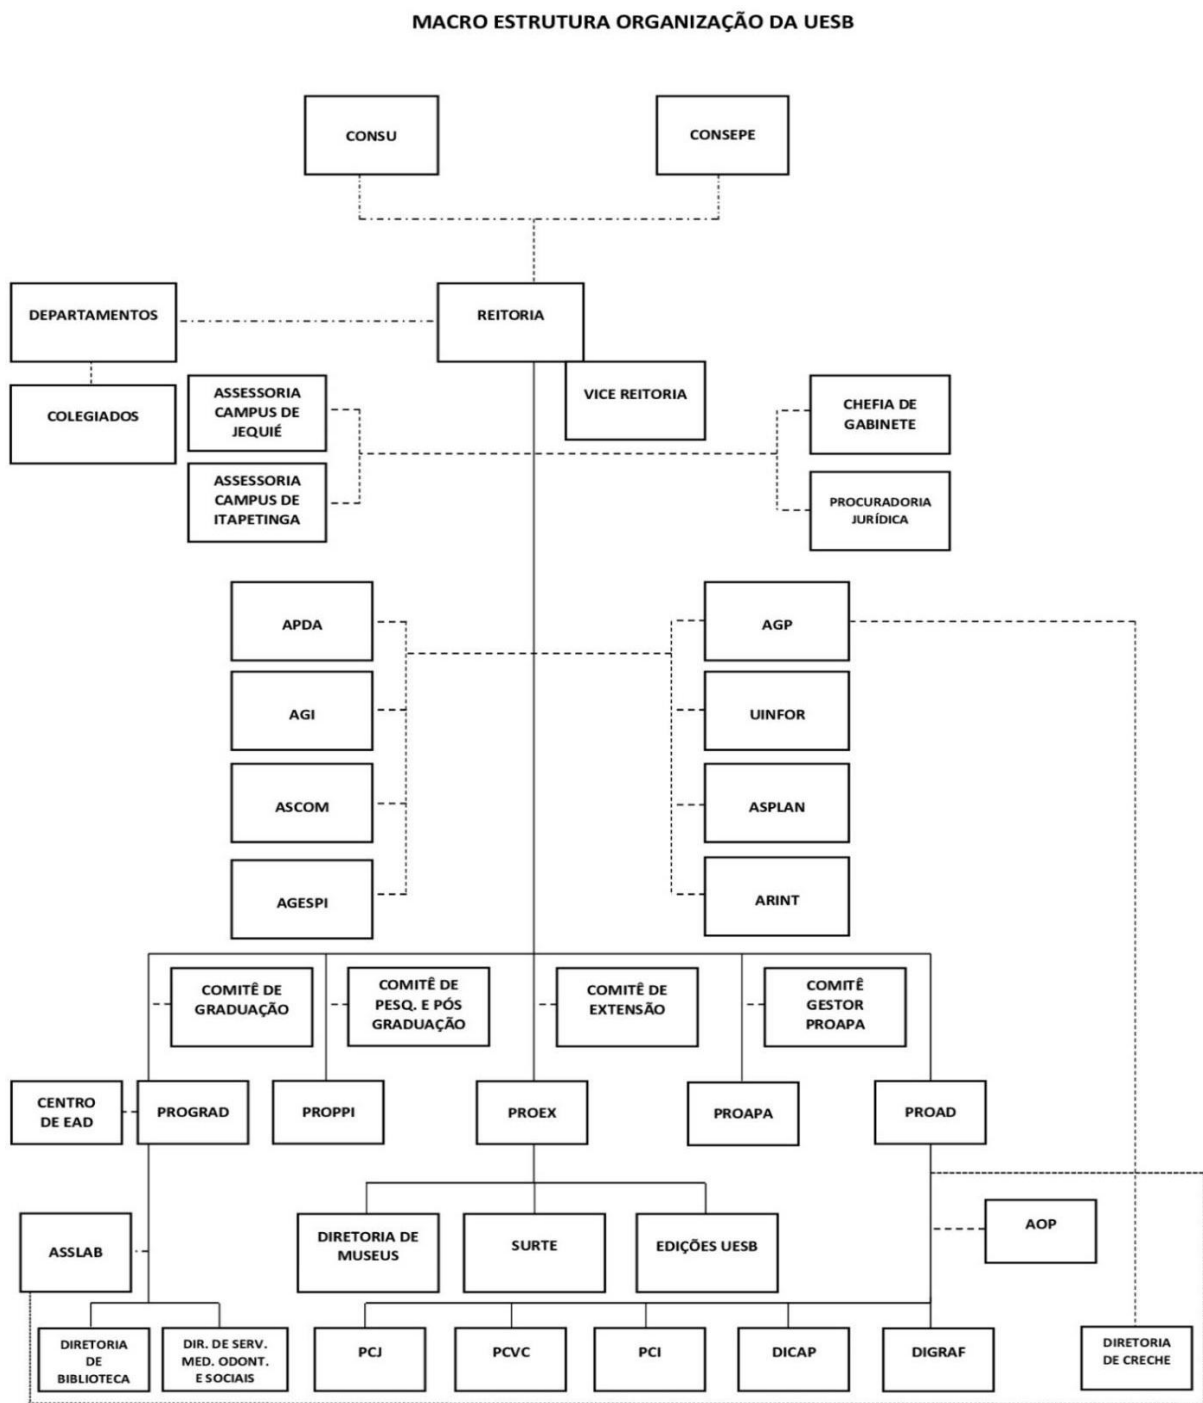 MACRO ESTRUTURA ORGANIZAÇÃO DA UESB
CONSU
CONSEPE
DEPARTAMENTOS
REITORIA
COLEGIADOS
ASSESSORIA
CAMPUS DE
JEQUIÉ
VICE REITORIA
CHEFIA DE
GABINETE
ASSESSORIA
CAMPUS DE
ITAPETINGA
PROCURADORIA
JURÍDICA
APDA
AGP
AGI
UINFOR
ASCOM
ASPLAN
AGESPI
ARINT
COMITÊ DE
GRADUAÇÃO
COMITÊ DE
PESQ. E PÓS
GRADUAÇÃO
COMITÊ DE
EXTENSÃO
COMITÊ
GESTOR
PROAPA
CENTRO
DE EAD
PROGRAD
PROPPI
PROEX
PROAPA
PROAD
ASSLAB
DIRETORIA DE
MUSEUS
SURTE
EDIÇÕES UESB
AOP
DIRETORIA
DE
BIBLIOTECA
DIR. DE SERV.
MED. ODONT.
E SOCIAIS
PCJ
PCVC
PCI
DICAP
DIGRAF
DIRETORIA
DE CRECHE